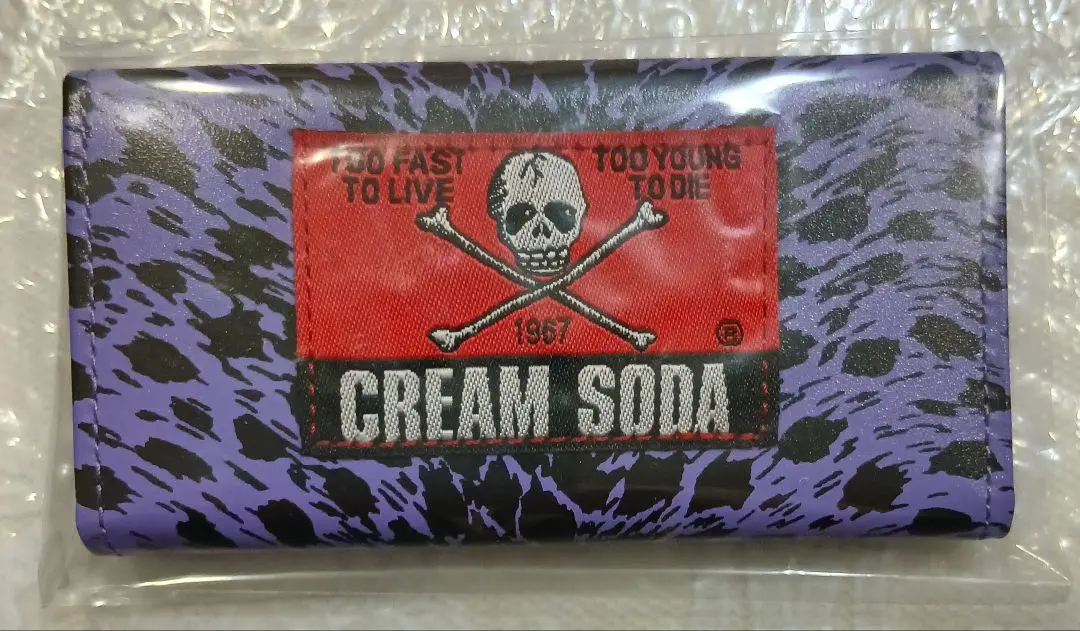 TOO FAST
TO LIVE
TOO YOUNG
TO DIE
1967
®
CREAM SODA